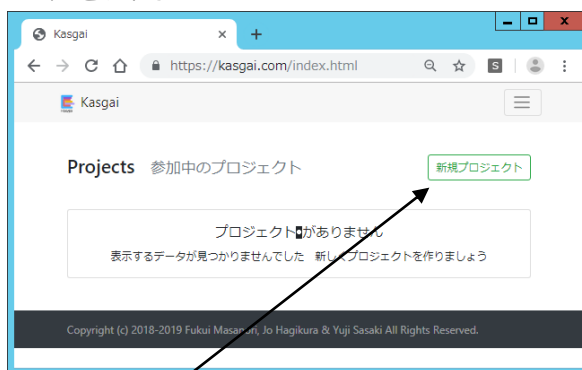 Kasgai
https://kasgai.com/index.html
Kasgai
Projects 参加中のプロジェクト
新規プロジェクト
プロジェクトがありません
表示するデータが見つかりませんでした 新しくプロジェクトを作りましょう
Copyright (c) 2018-2019 Fukui Masanori, Jo Hagikura & Yuji Sasaki All Rights Reserved.